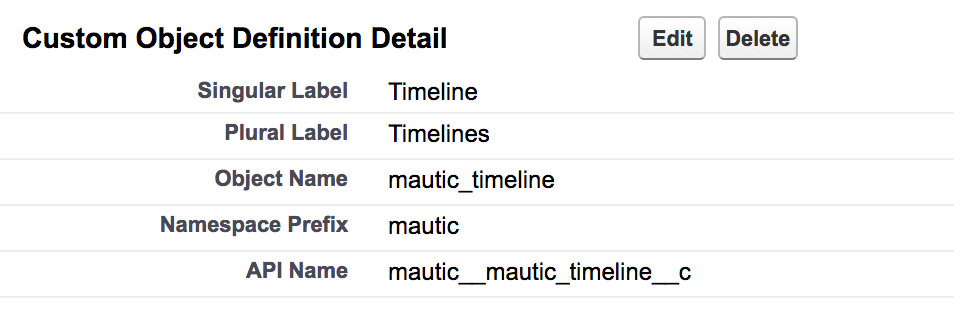 Custom Object Definition Detail Edit Delete
Singular Label Timeline
Plural Label Timelines
Object Name mautic_timeline
Namespace Prefix mautic
API Name mautic__mautic_timeline__c